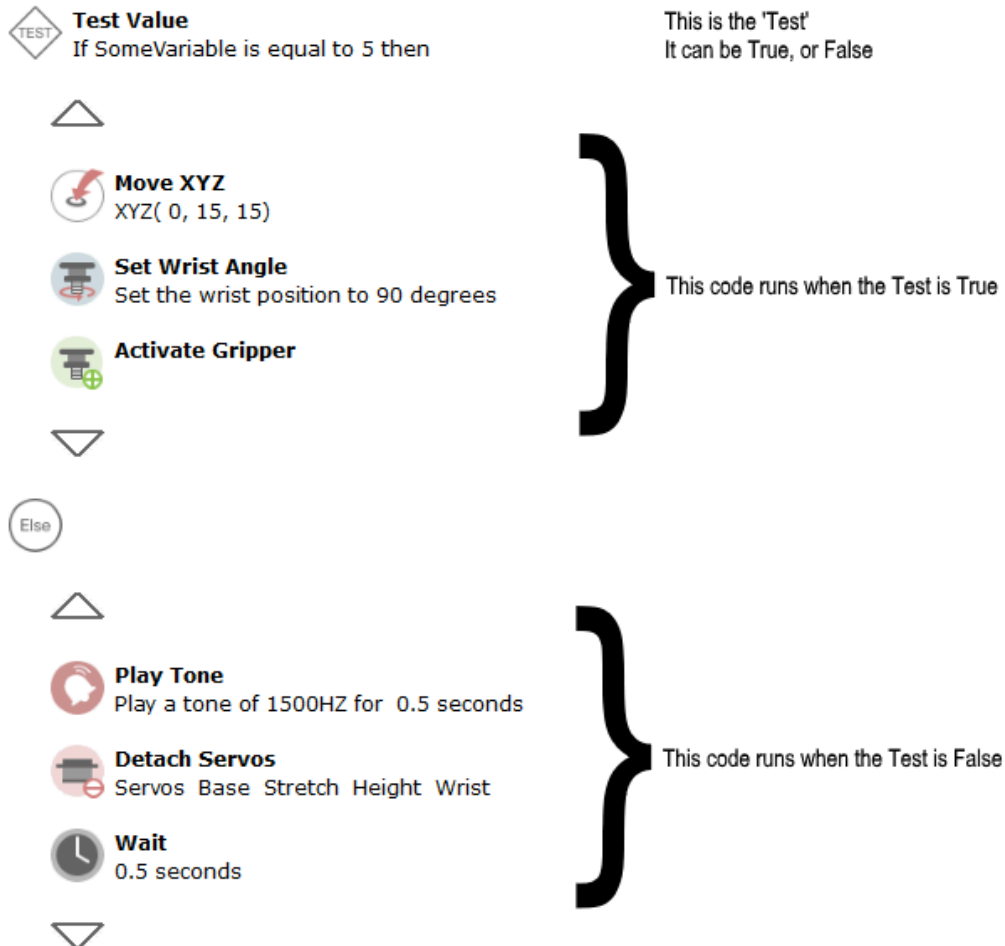 TEST
Test Value
If SomeVariable is equal to 5 then
This is the 'Test'
It can be True, or False
Move XYZ
XYZ( 0, 15, 15)
Set Wrist Angle
Set the wrist position to 90 degrees
This code runs when the Test is True
Activate Gripper
Else
Play Tone
Play a tone of 1500HZ for  0.5 seconds
Detach Servos
Servos  Base  Stretch  Height  Wrist
This code runs when the Test is False
Wait
0.5 seconds